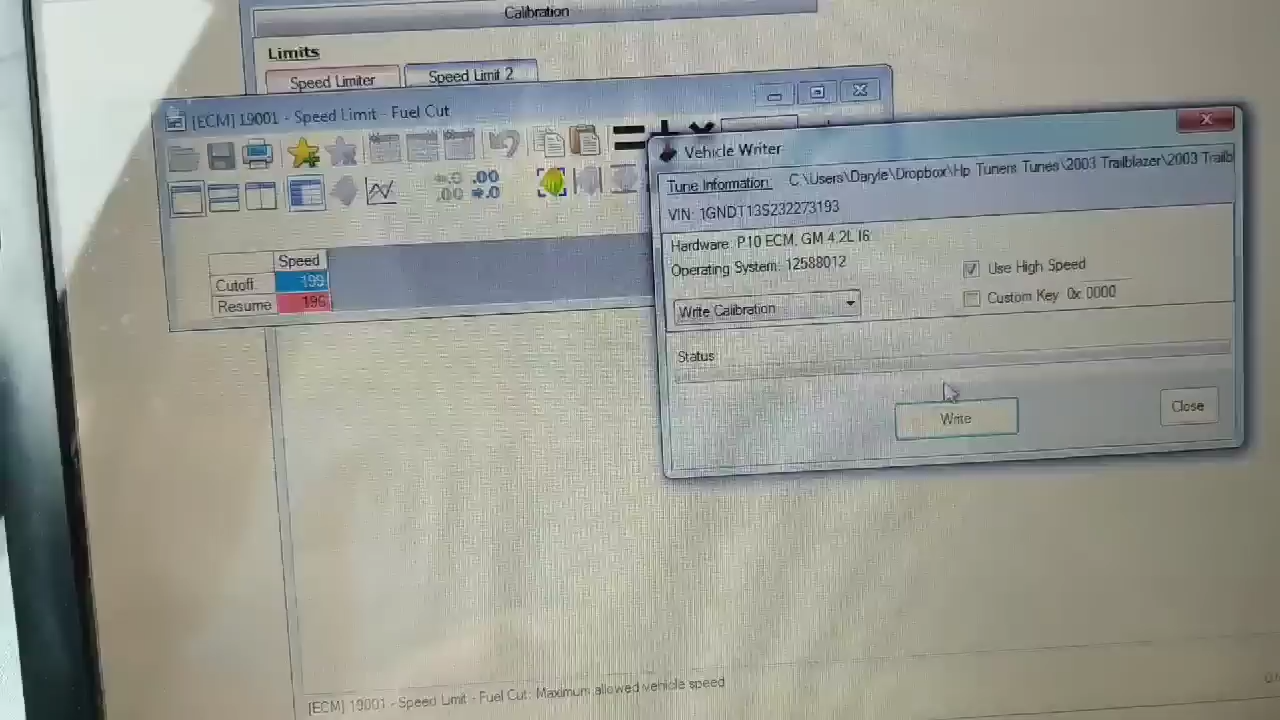 Calibration
Limits
Speed Limiter
Speed Limit 2
[ECM] 19001 - Speed Limit - Fuel Cut
Speed
Cutoff 199
Resume 196
Vehicle Writer
Tune Information: C:\Users\Daryle\Dropbox\Hp Tuners Tunes\2003 Trailblazer\2003 Trailb
VIN: 1GNDT13S232273193
Hardware: P10 ECM, GM 4.2L I6
Operating System: 12588012
Use High Speed
Write Calibration
Custom Key 0x 0000
Status
Write
Close
[ECM] 19001 - Speed Limit - Fuel Cut: Maximum allowed vehicle speed